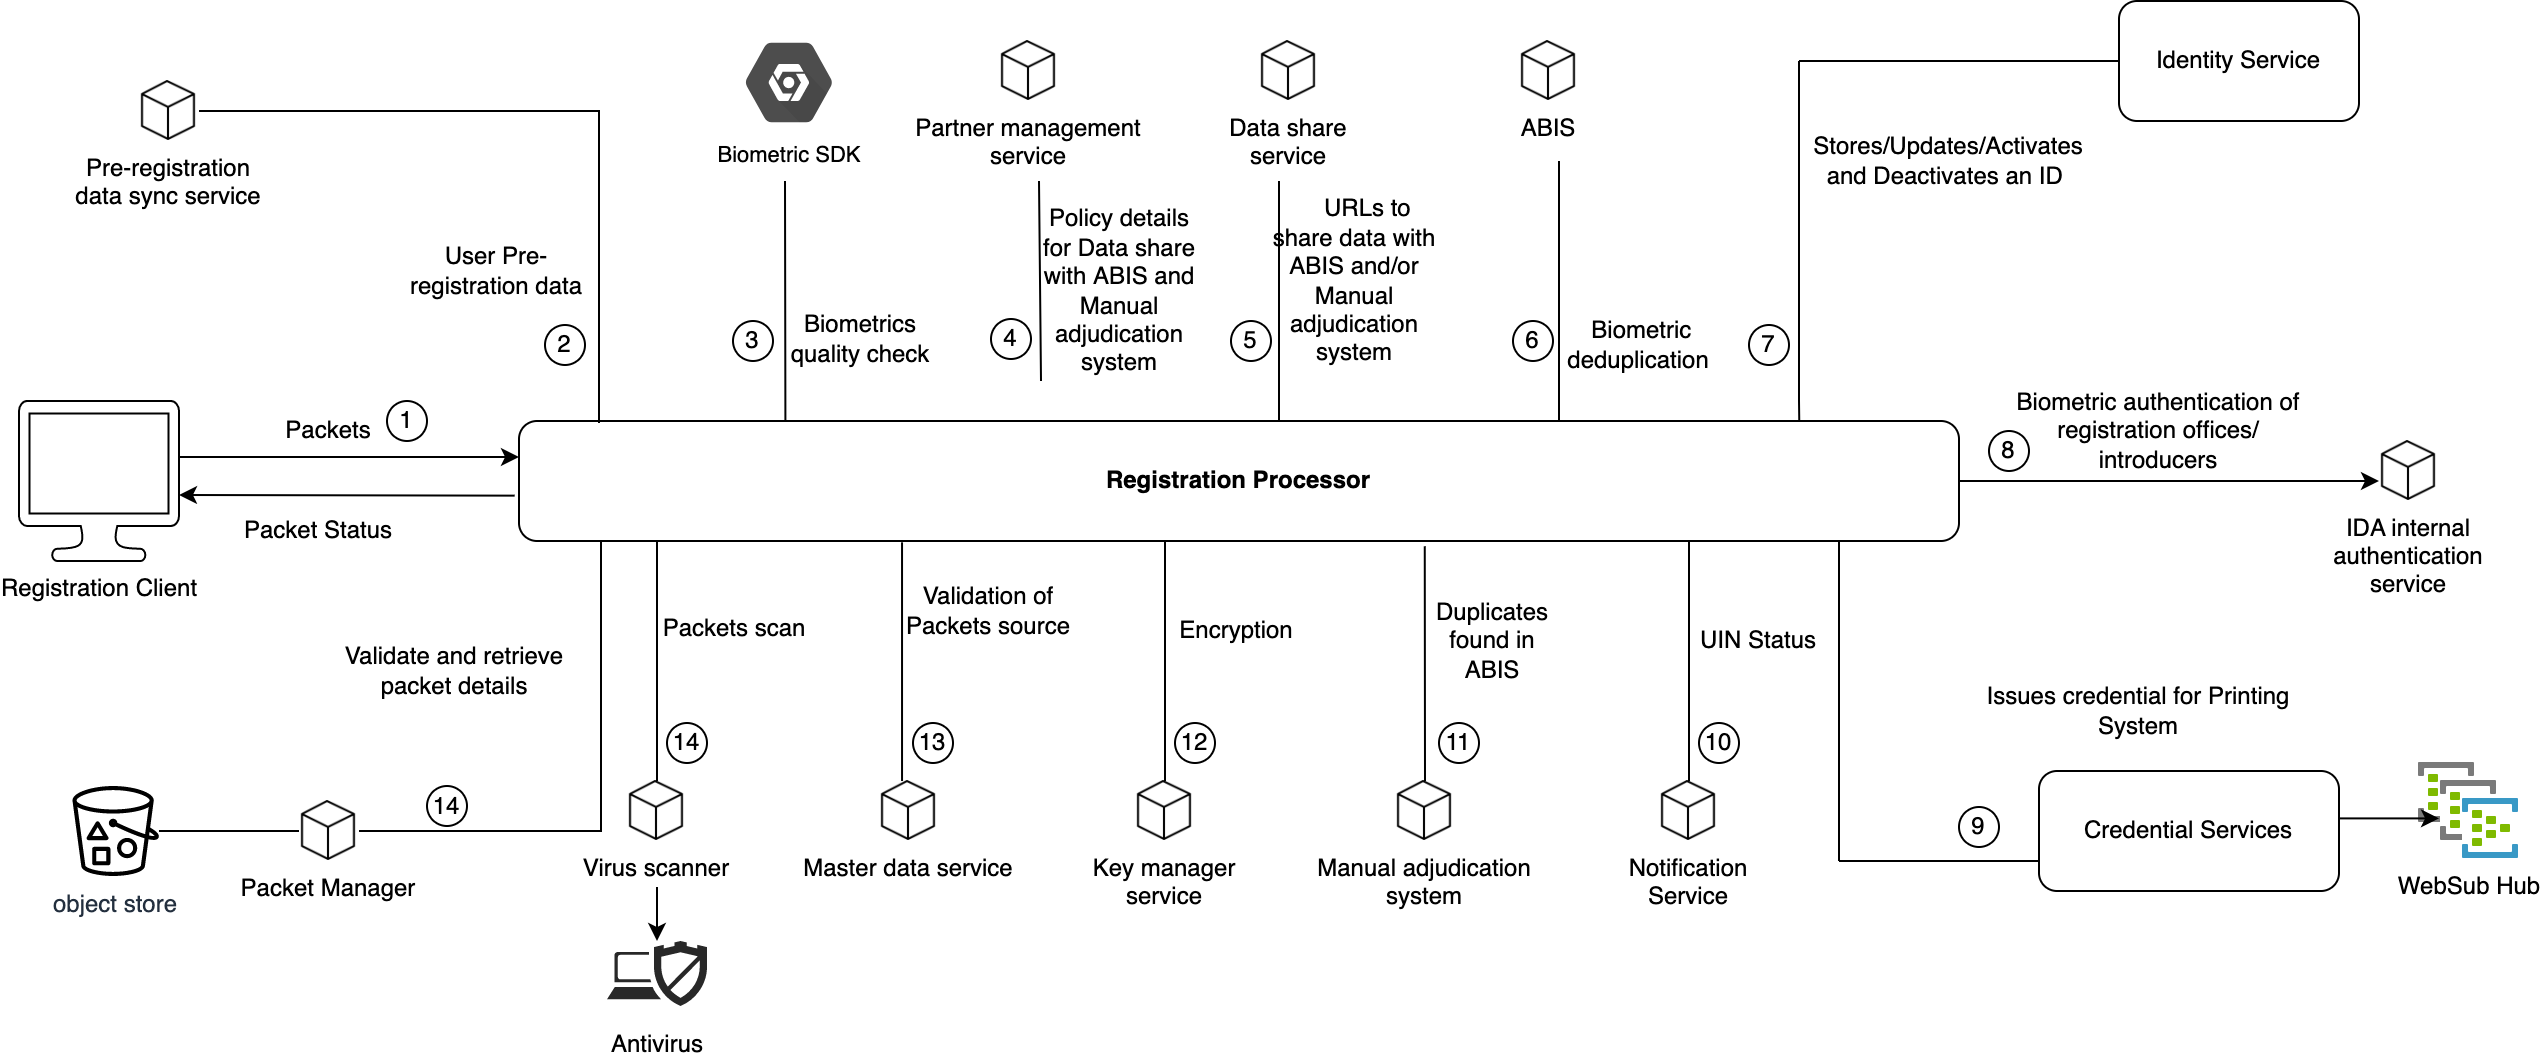 Identity Service
Pre-registration
data sync service
Biometric SDK
Partner management
service
Data share
service
ABIS
Stores/Updates/Activates
and Deactivates an ID
User Pre-
registration data
2
3
Biometrics
quality check
4
Policy details
for Data share
with ABIS and
Manual
adjudication
system
5
URLs to
share data with
ABIS and/or
Manual
adjudication
system
6
Biometric
deduplication
7
Packets
1
Packet Status
Registration Client
Registration Processor
8
Biometric authentication of
registration offices/
introducers
IDA internal
authentication
service
Validate and retrieve
packet details
Packets scan
Validation of
Packets source
Encryption
Duplicates
found in
ABIS
UIN Status
Issues credential for Printing
System
14
14
13
12
11
10
9
object store
Packet Manager
Virus scanner
Master data service
Key manager
service
Manual adjudication
system
Notification
Service
Credential Services
WebSub Hub
Antivirus